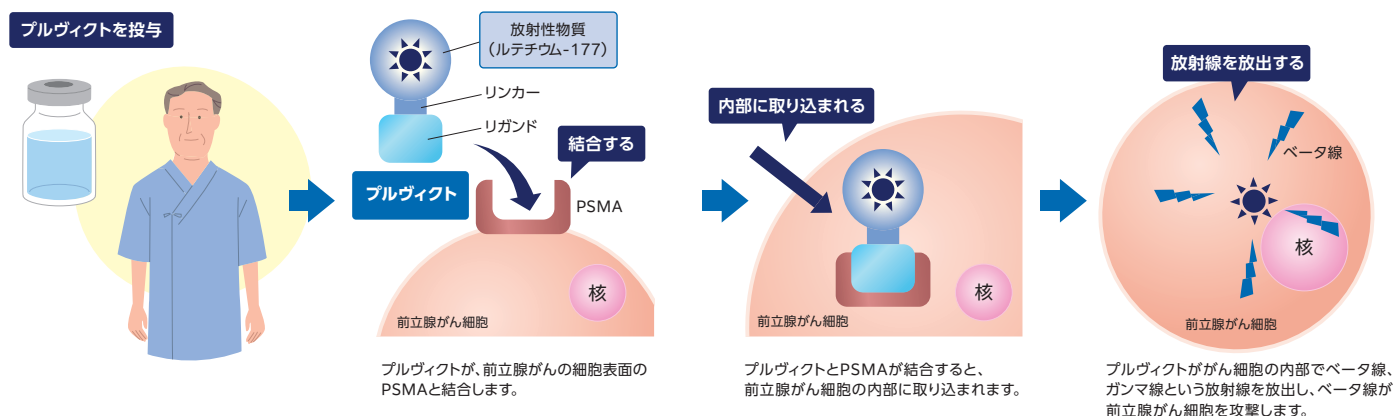 プルヴィクトを投与
放射性物質
（ルテチウム-177）
リンカー
リガンド
結合する
プルヴィクト
PSMA
核
前立腺がん細胞
プルヴィクトが、前立腺がんの細胞表面の
PSMAと結合します。
内部に取り込まれる
核
前立腺がん細胞
プルヴィクトとPSMAが結合すると、
前立腺がん細胞の内部に取り込まれます。
放射線を放出する
ベータ線
核
前立腺がん細胞
プルヴィクトががん細胞の内部でベータ線、
ガンマ線という放射線を放出し、ベータ線が
前立腺がん細胞を攻撃します。